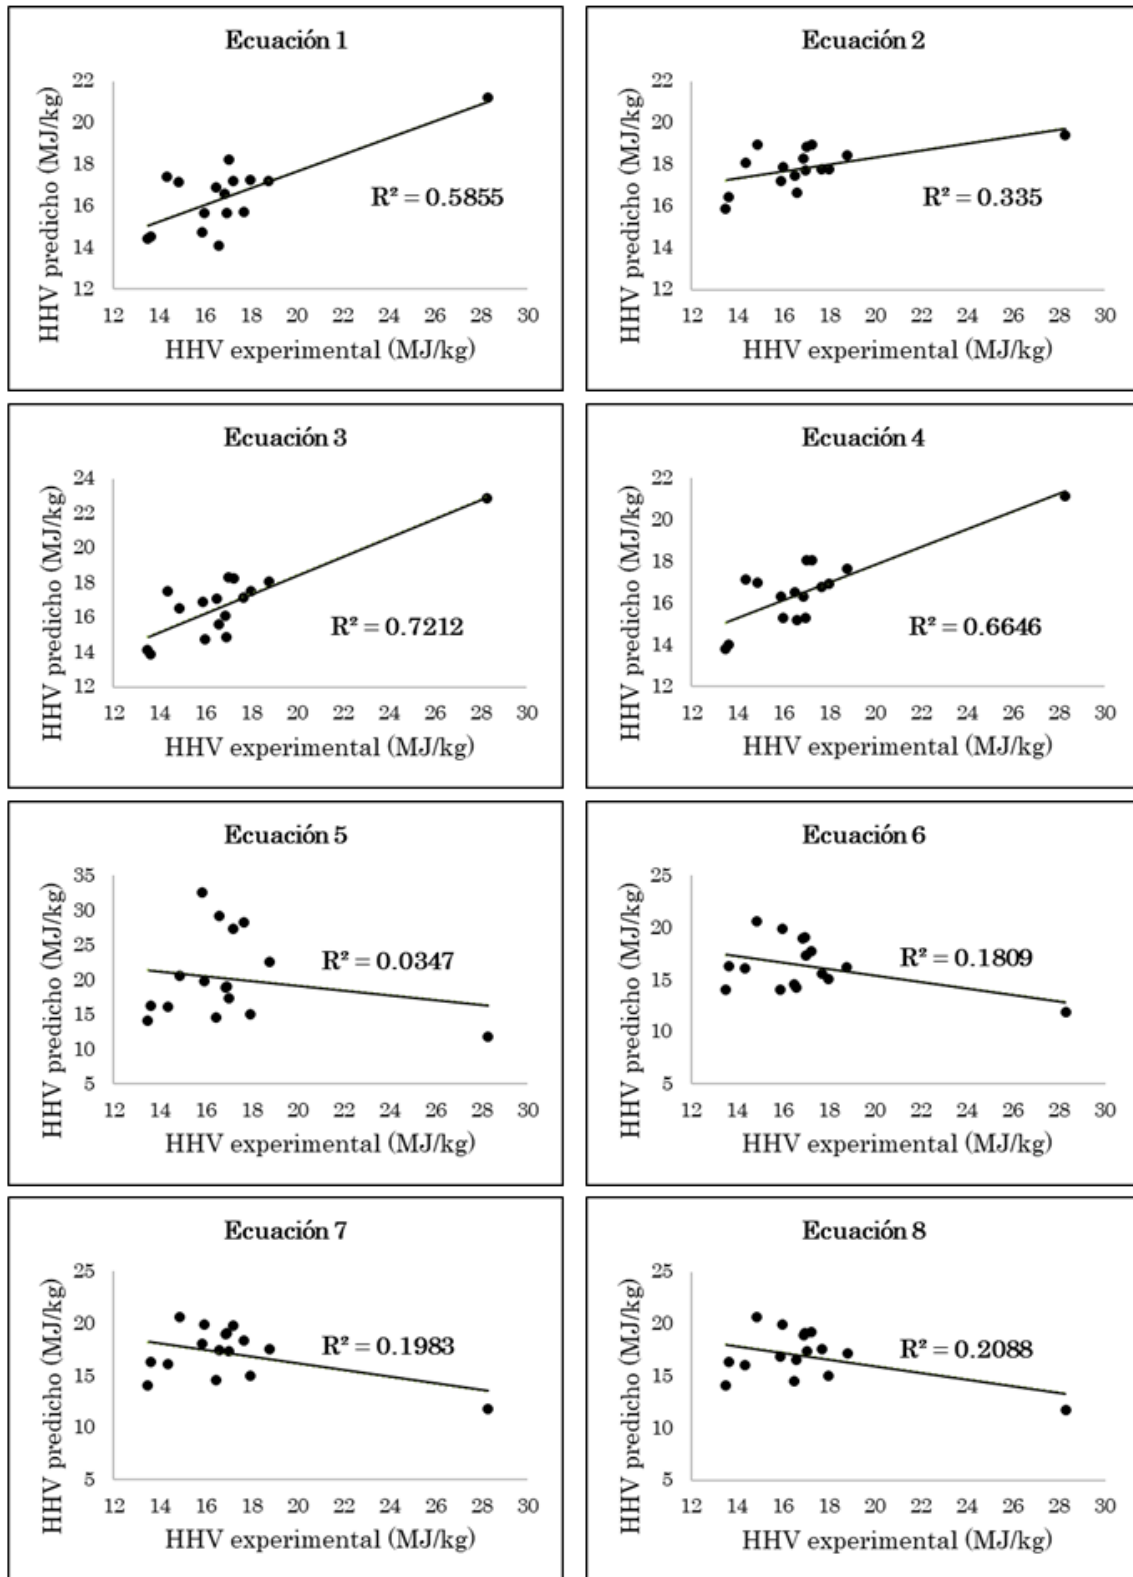 Ecuación 1
HHV predicho (MJ/kg)
22
20
18
16
14
12
R² = 0.5855
12 14 16 18 20 22 24 26 28 30
HHV experimental (MJ/kg)
Ecuación 2
HHV predicho (MJ/kg)
22
20
18
16
14
12
R² = 0.335
12 14 16 18 20 22 24 26 28 30
HHV experimental (MJ/kg)
Ecuación 3
HHV predicho (MJ/kg)
24
22
20
18
16
14
12
R² = 0.7212
12 14 16 18 20 22 24 26 28 30
HHV experimental (MJ/kg)
Ecuación 4
HHV predicho (MJ/kg)
22
20
18
16
14
12
R² = 0.6646
12 14 16 18 20 22 24 26 28 30
HHV experimental (MJ/kg)
Ecuación 5
HHV predicho (MJ/kg)
35
30
25
20
15
10
5
R² = 0.0347
12 14 16 18 20 22 24 26 28 30
HHV experimental (MJ/kg)
Ecuación 6
HHV predicho (MJ/kg)
25
20
15
10
5
R² = 0.1809
12 14 16 18 20 22 24 26 28 30
HHV experimental (MJ/kg)
Ecuación 7
HHV predicho (MJ/kg)
25
20
15
10
5
R² = 0.1983
12 14 16 18 20 22 24 26 28 30
HHV experimental (MJ/kg)
Ecuación 8
HHV predicho (MJ/kg)
25
20
15
10
5
R² = 0.2088
12 14 16 18 20 22 24 26 28 30
HHV experimental (MJ/kg)